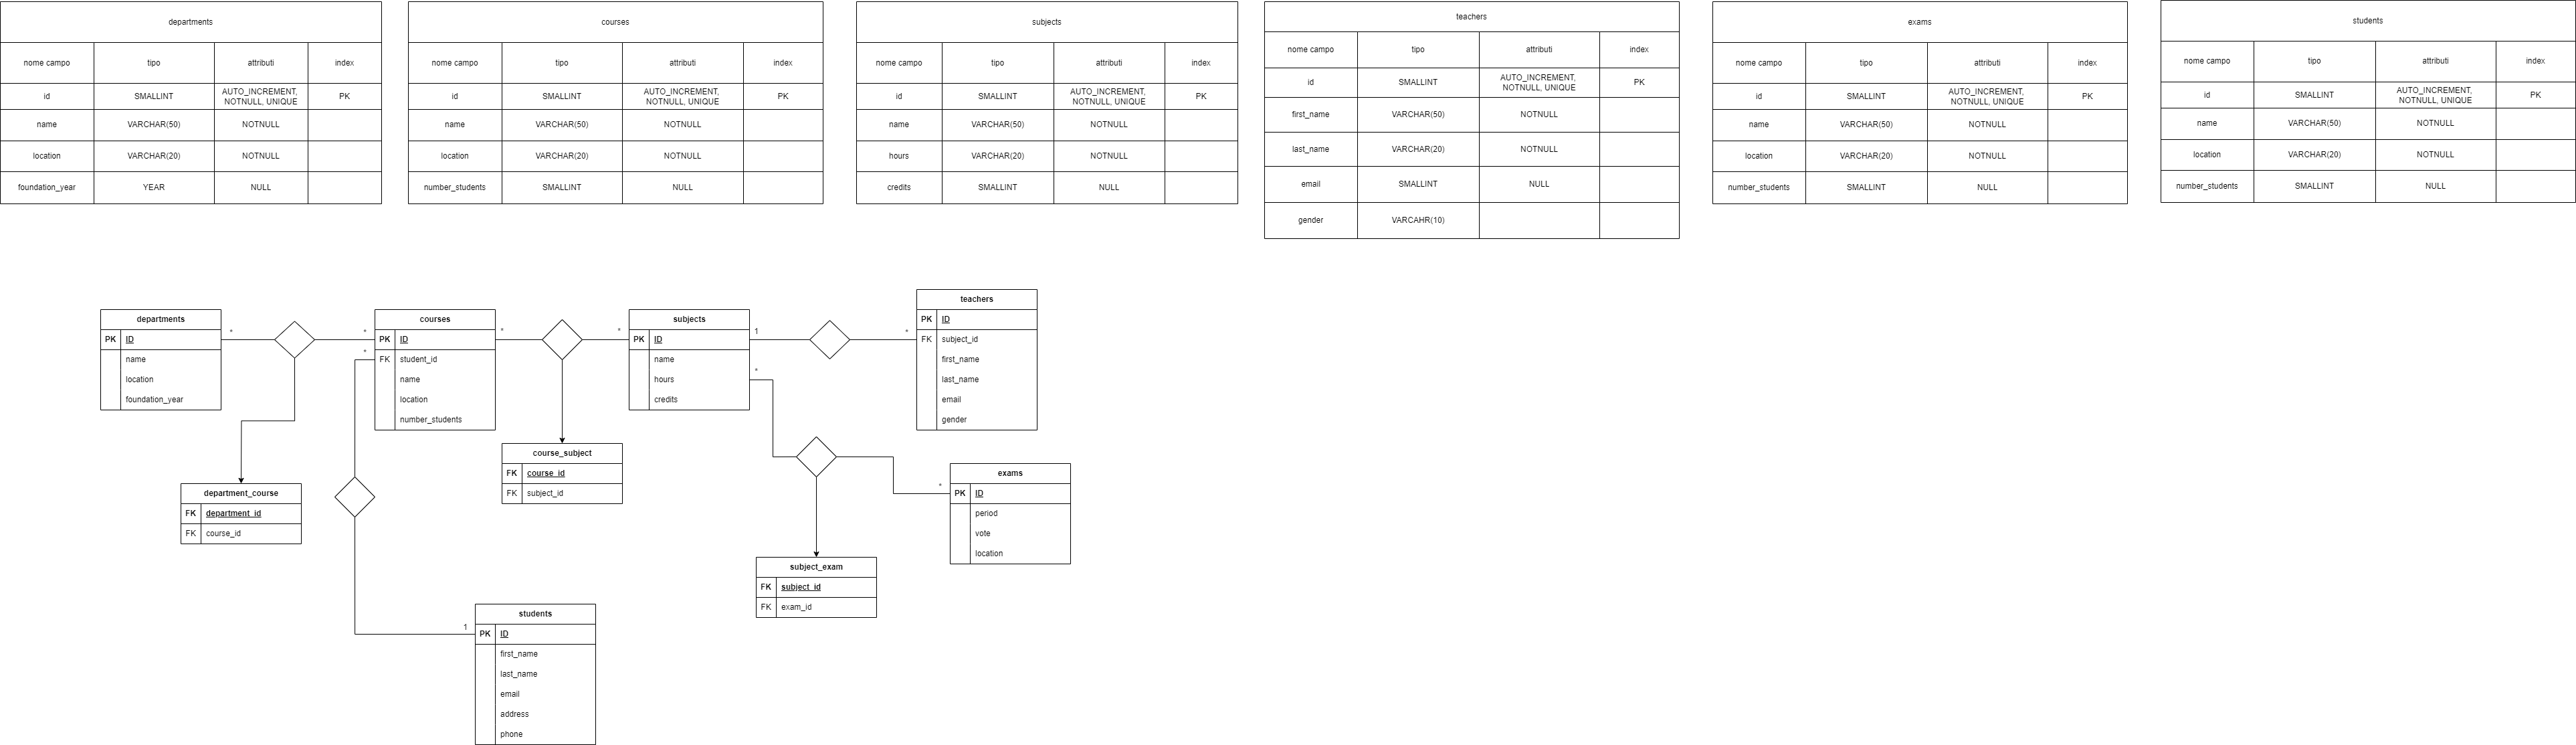 departments
nome campo tipo attributi index
id SMALLINT AUTO_INCREMENT, NOTNULL, UNIQUE PK
name VARCHAR(50) NOTNULL
location VARCHAR(20) NOTNULL
foundation_year YEAR NULL
courses
nome campo tipo attributi index
id SMALLINT AUTO_INCREMENT, NOTNULL, UNIQUE PK
name VARCHAR(50) NOTNULL
location VARCHAR(20) NOTNULL
number_students SMALLINT NULL
subjects
nome campo tipo attributi index
id SMALLINT AUTO_INCREMENT, NOTNULL, UNIQUE PK
name VARCHAR(50) NOTNULL
hours VARCHAR(20) NOTNULL
credits SMALLINT NULL
teachers
nome campo tipo attributi index
id SMALLINT AUTO_INCREMENT, NOTNULL, UNIQUE PK
first_name VARCHAR(50) NOTNULL
last_name VARCHAR(20) NOTNULL
email SMALLINT NULL
gender VARCAHR(10)
exams
nome campo tipo attributi index
id SMALLINT AUTO_INCREMENT, NOTNULL, UNIQUE PK
name VARCHAR(50) NOTNULL
location VARCHAR(20) NOTNULL
number_students SMALLINT NULL
students
nome campo tipo attributi index
id SMALLINT AUTO_INCREMENT, NOTNULL, UNIQUE PK
name VARCHAR(50) NOTNULL
location VARCHAR(20) NOTNULL
number_students SMALLINT NULL
departments
PK ID
name
location
foundation_year
* *
courses
PK ID
* FK student_id
name
location
number_students
* *
subjects
PK ID
name
hours
credits
1 *
*
teachers
PK ID
FK subject_id
first_name
last_name
email
gender
course_subject
FK course_id
FK subject_id
department_course
FK department_id
FK course_id
*
exams
PK ID
period
vote
location
subject_exam
FK subject_id
FK exam_id
1
students
PK ID
first_name
last_name
email
address
phone